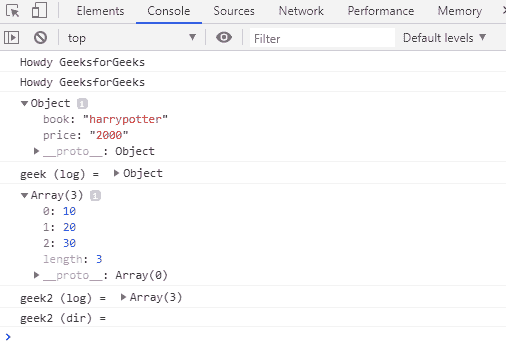 Elements Console Network Performance Memory
top Filter Default levels ▼
Howdy GeeksforGeeks
Howdy GeeksforGeeks
▼Object i
book: "harrypotter"
price: "2000"
▶__proto__: Object
geek (log) = ▶Object
▼Array(3) i
0: 10
1: 20
2: 30
length: 3
▶__proto__: Array(0)
geek2 (log) = ▶Array(3)
geek2 (dir) =